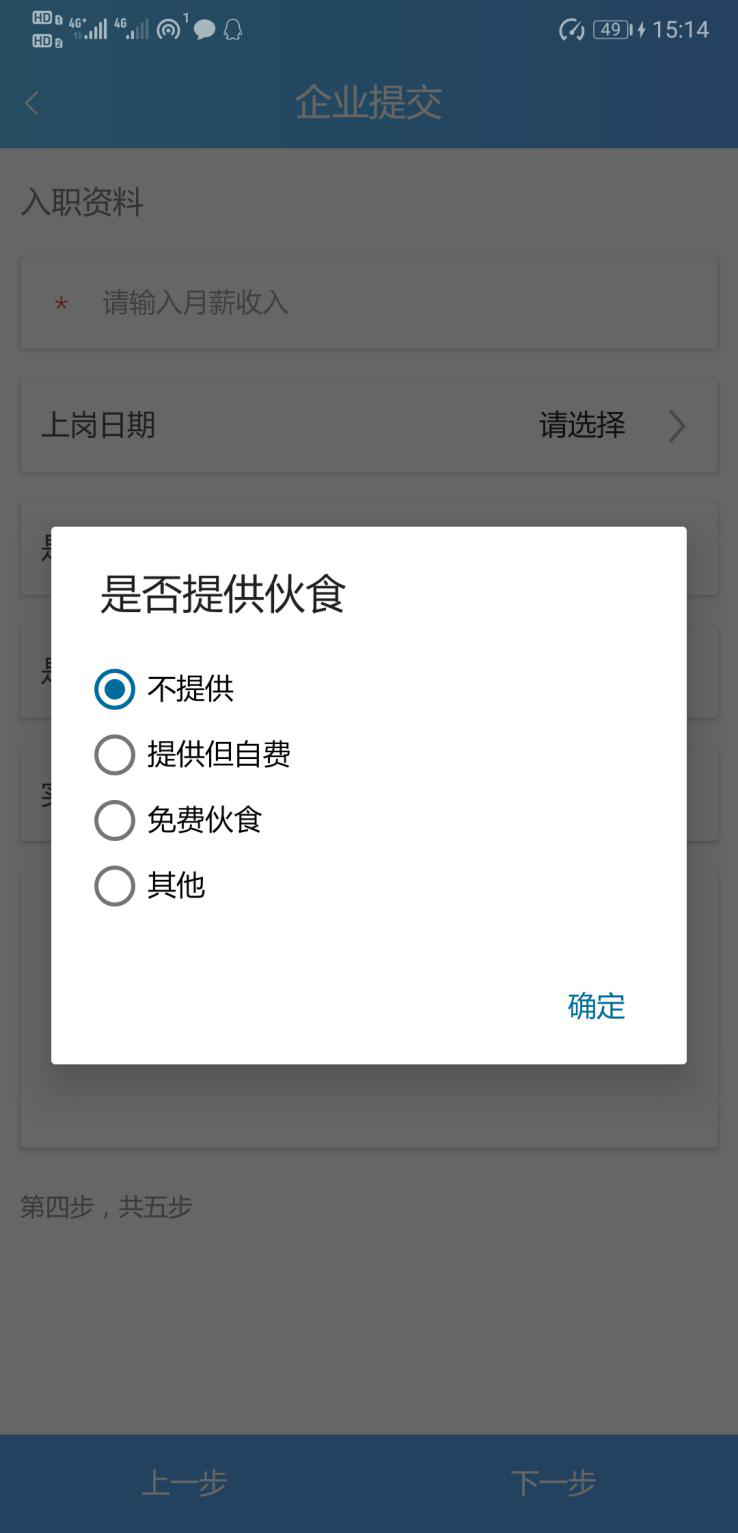 HD 1 4G+ 4G 1 49 15:14
HD 2
企业提交
入职资料
* 请输入月薪收入
上岗日期 请选择
是否提供伙食
不提供
提供但自费
免费伙食
其他
确定
第四步，共五步
上一步 下一步